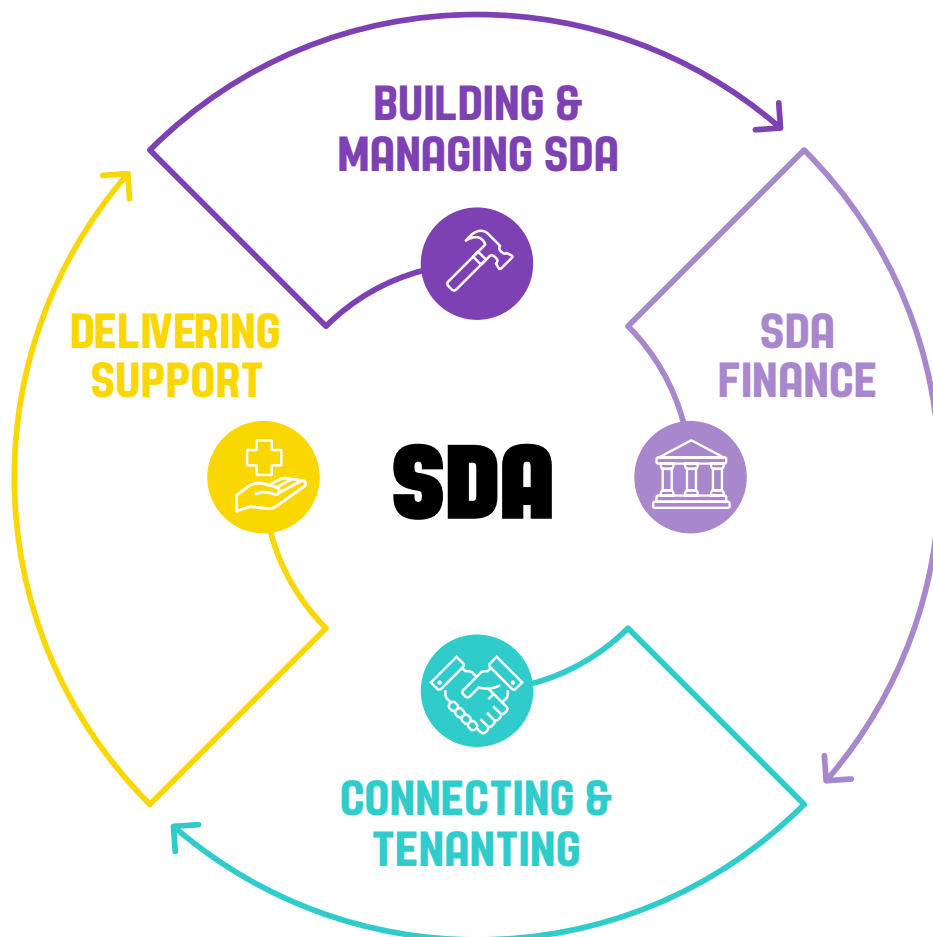 BUILDING &
MANAGING SDA
DELIVERING
SUPPORT
SDA
FINANCE
SDA
CONNECTING &
TENANTING